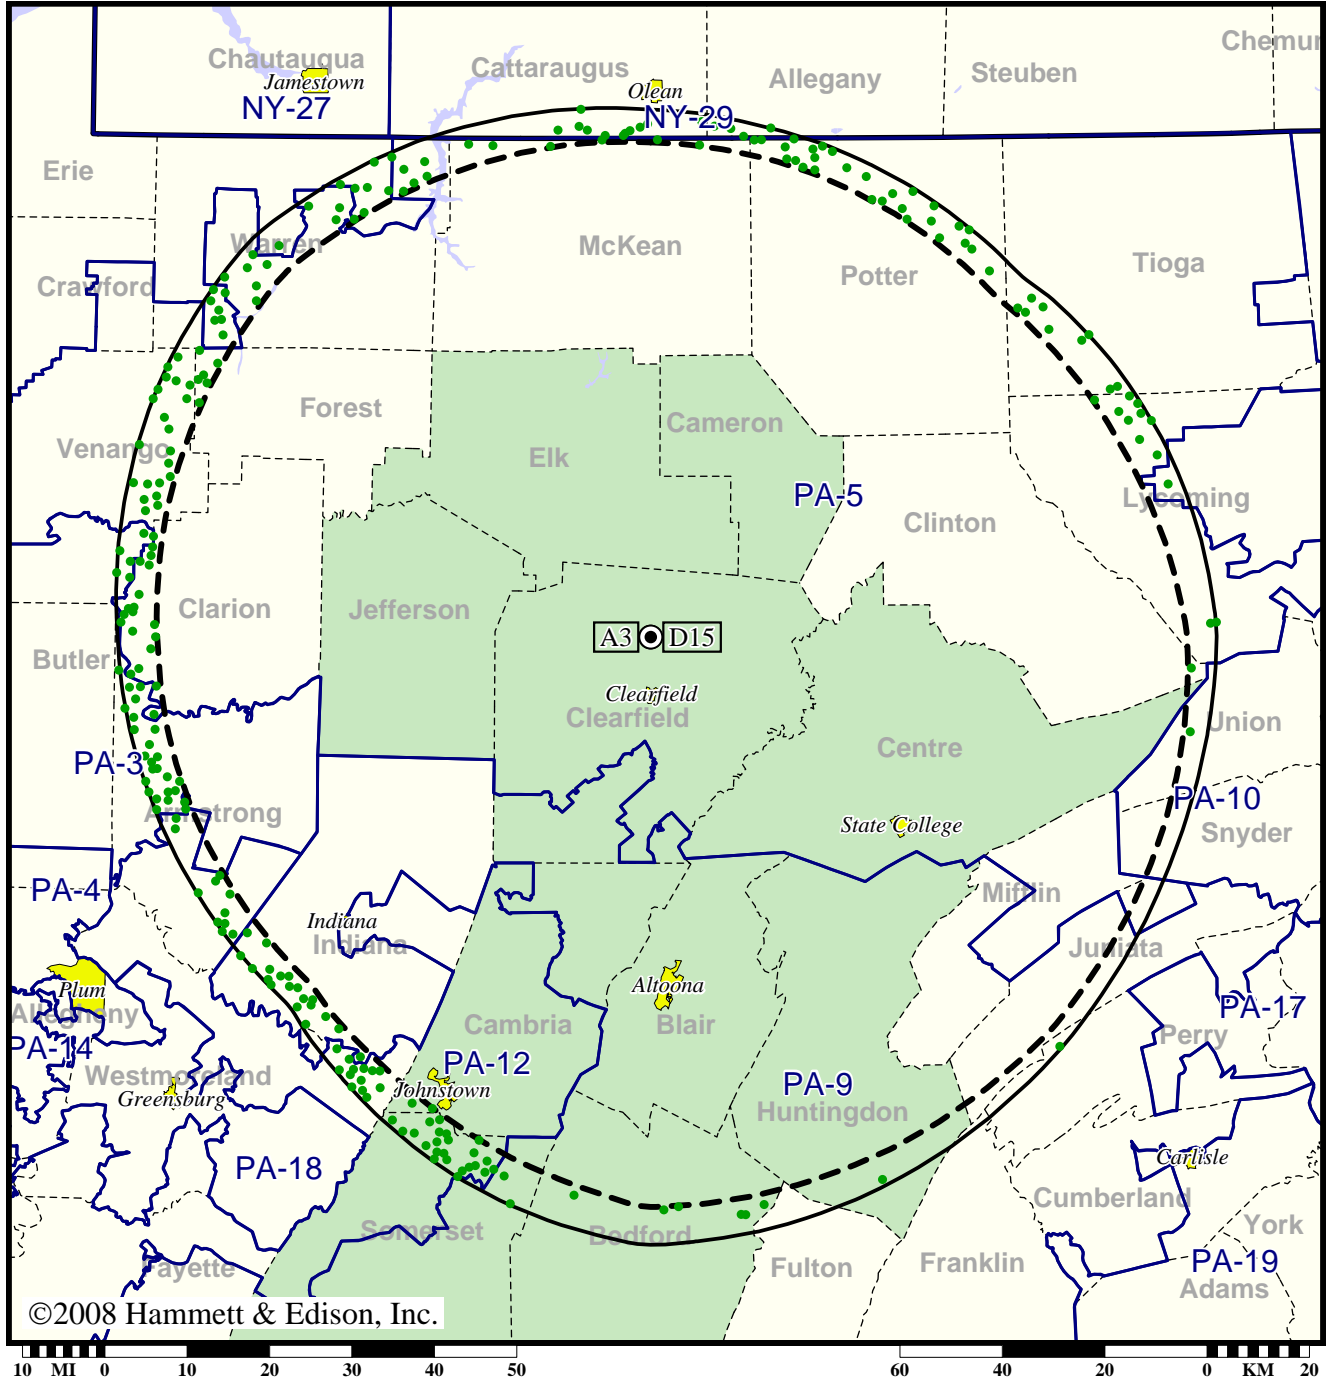 Chautauqua
Jamestown
NY-27
Cattaraugus
Olean
NY-29
Allegany
Steuben
Chemun
Erie
Warren
McKean
Potter
Tioga
Crawford
Forest
Cameron
Elk
Venango
PA-5
Lycoming
Clinton
Clarion
Jefferson
A3 D15
Butler
Clearfield
Clearfield
Centre
Union
PA-3
Armstrong
State College
PA-10
Snyder
PA-4
Mifflin
Indiana
Indiana
Juniata
Plum
Altoona
Allegheny
PA-14
Cambria
Blair
PA-17
Perry
Westmoreland
Greensburg
PA-12
Johnstown
PA-9
Huntingdon
PA-18
Carlisle
Cumberland
Somerset
Bedford
York
Fayette
Fulton
Franklin
PA-19
Adams
©2008 Hammett & Edison, Inc.
10 MI 0 10 20 30 40 50 60 40 20 0 KM 20